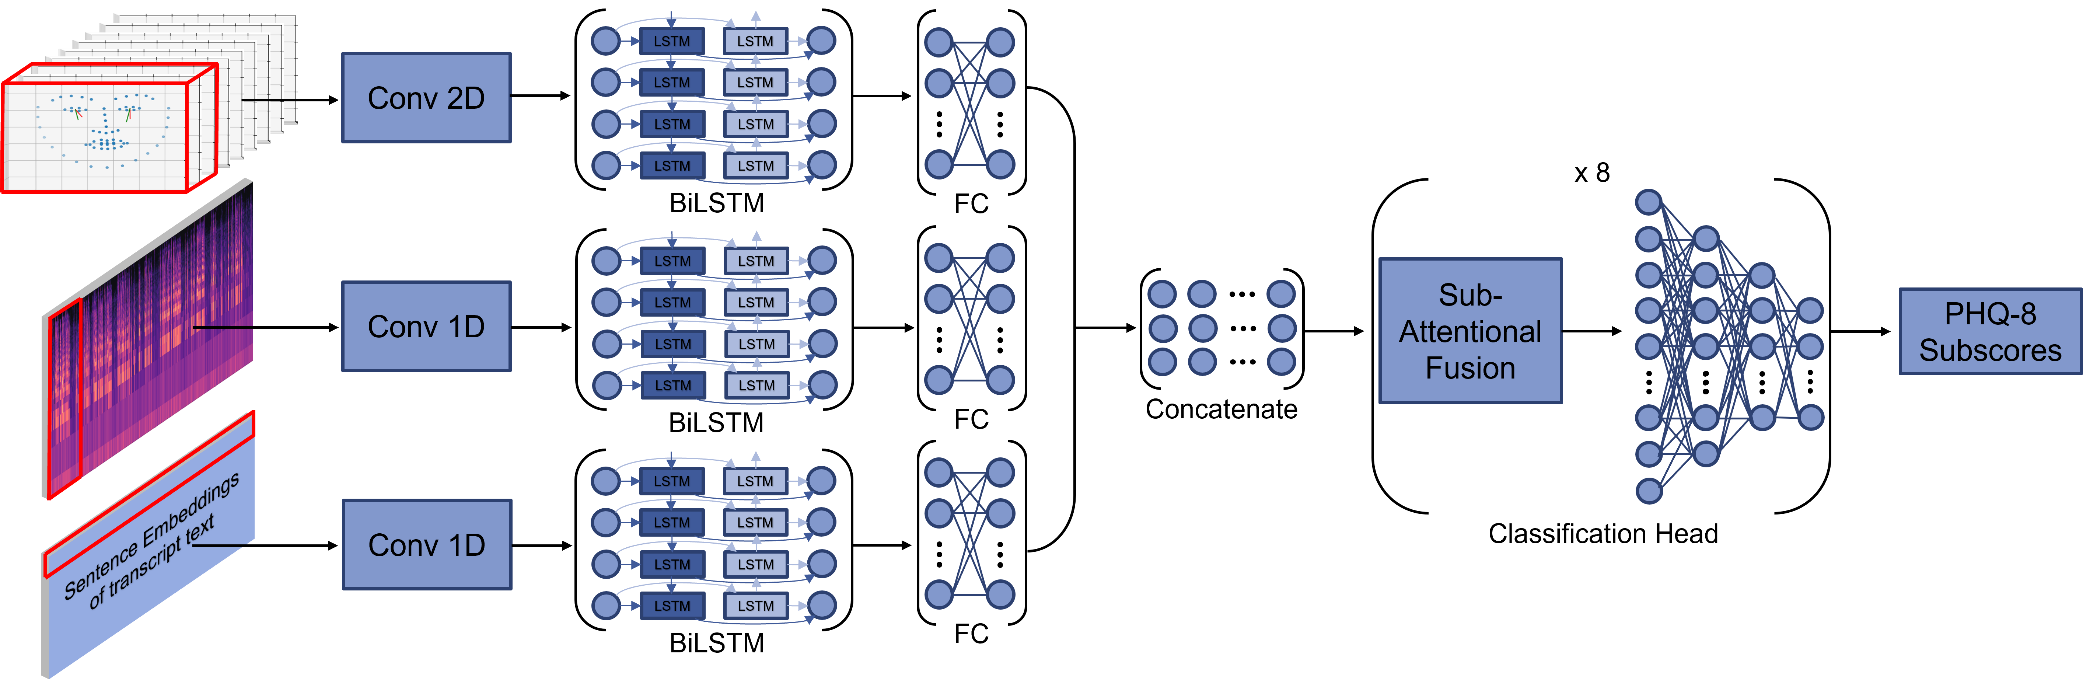 Conv 2D
LSTM LSTM
LSTM LSTM
LSTM LSTM
LSTM LSTM
BiLSTM
FC
Conv 1D
LSTM LSTM
LSTM LSTM
LSTM LSTM
LSTM LSTM
BiLSTM
FC
Sentence Embeddings
of transcript text
Conv 1D
LSTM LSTM
LSTM LSTM
LSTM LSTM
LSTM LSTM
BiLSTM
FC
Concatenate
x 8
Sub-
Attentional
Fusion
Classification Head
PHQ-8
Subscores